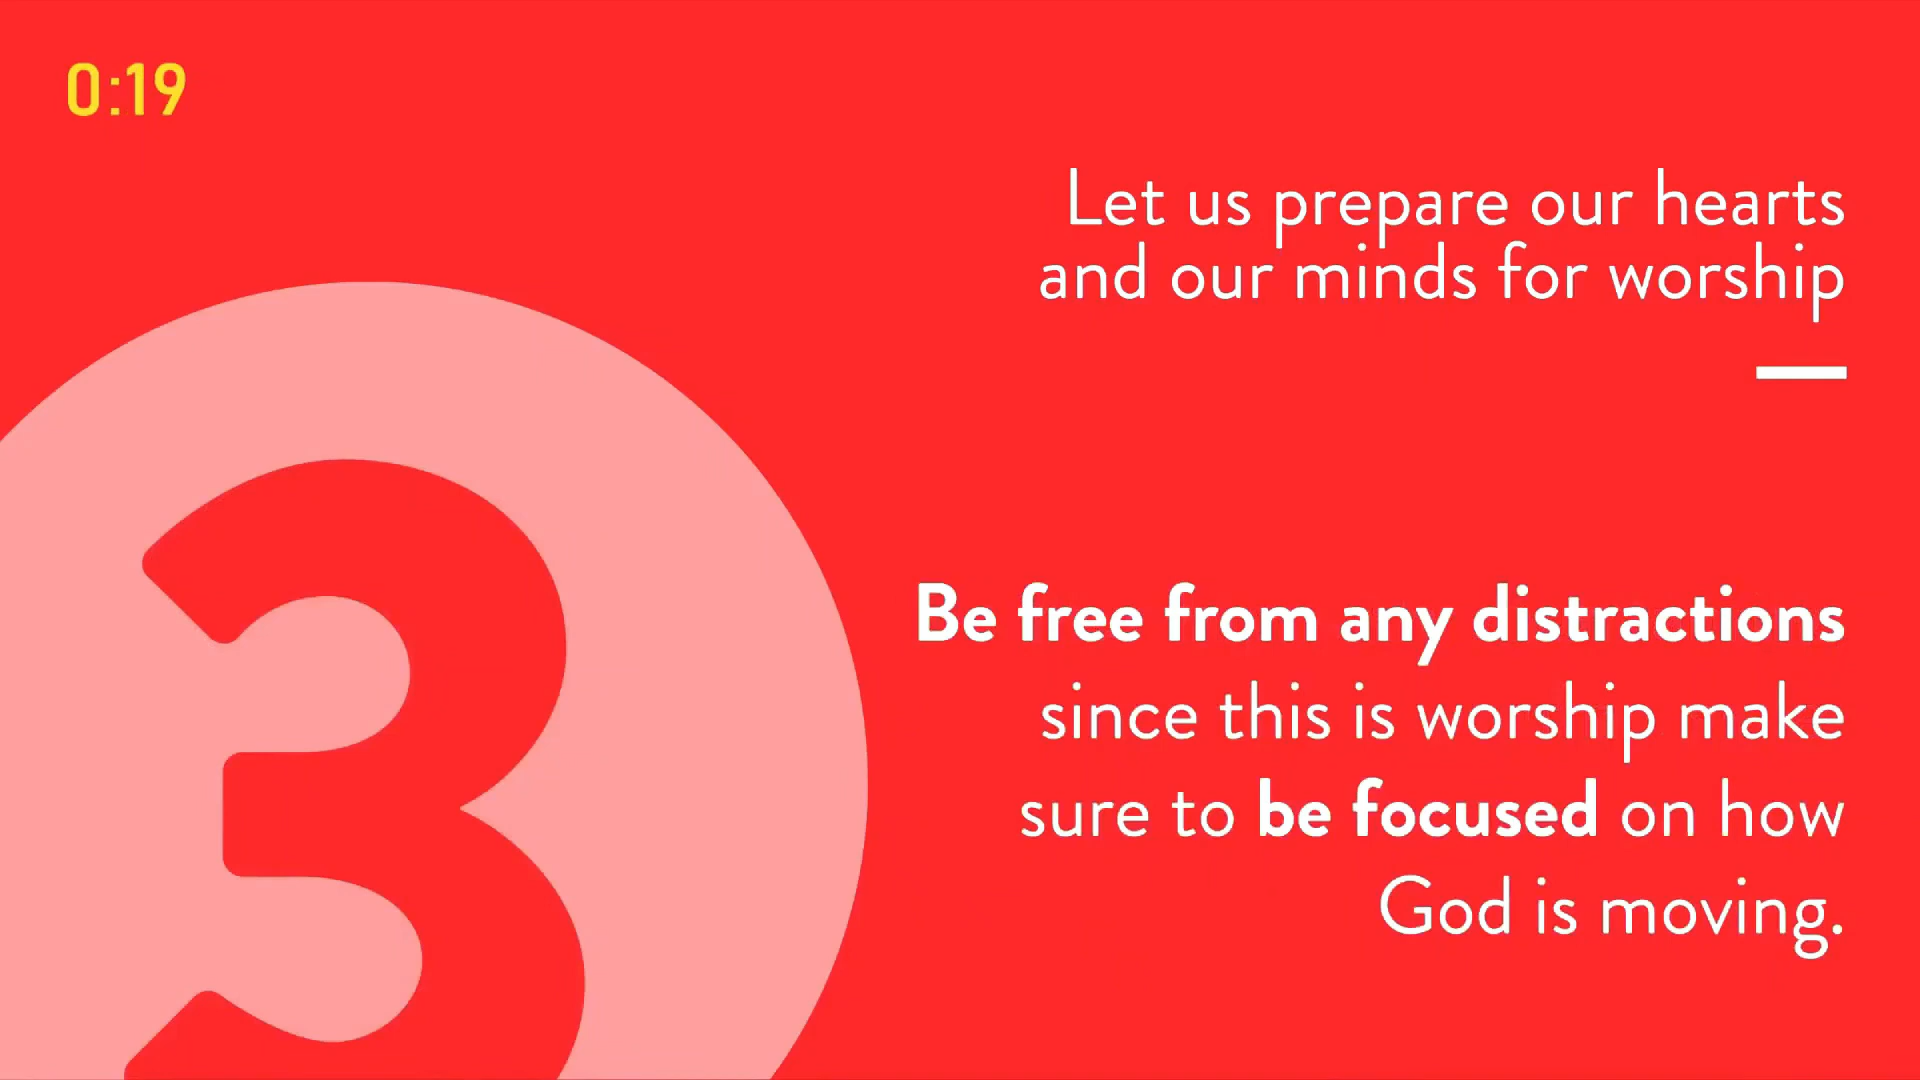 0:19
Let us prepare our hearts
and our minds for worship
3
Be free from any distractions
since this is worship make
sure to be focused on how
God is moving.